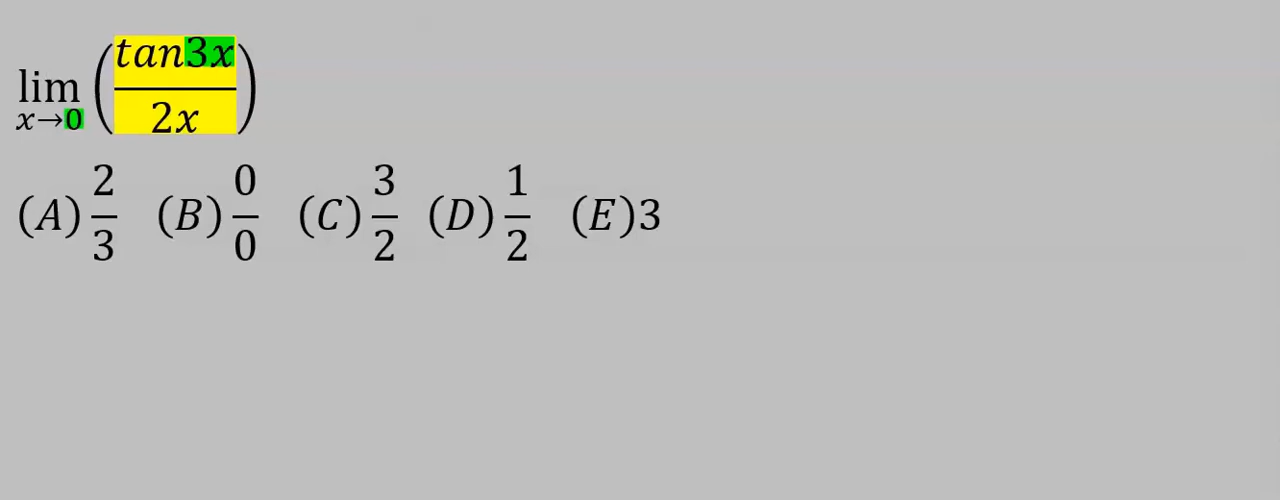 lim x→0 (tan3x / 2x)
(A) 2/3 (B) 0/0 (C) 3/2 (D) 1/2 (E)3